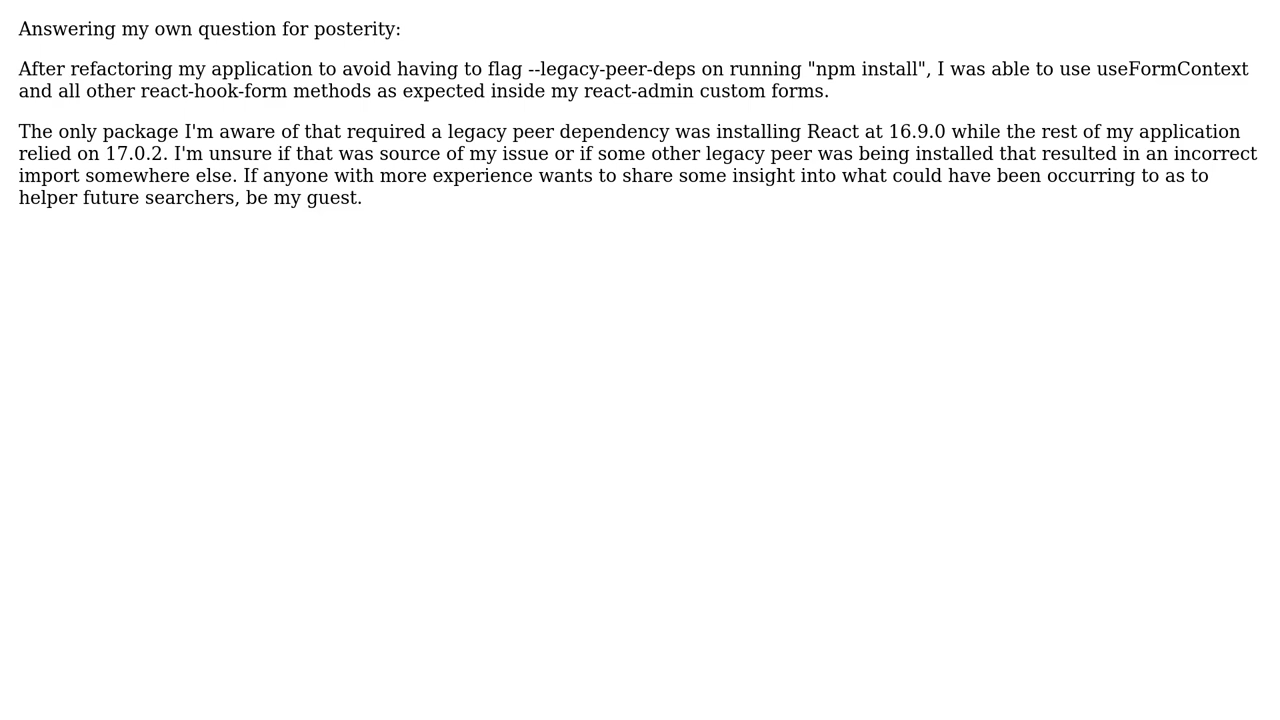 Answering my own question for posterity:
After refactoring my application to avoid having to flag --legacy-peer-deps on running "npm install", I was able to use useFormContext
and all other react-hook-form methods as expected inside my react-admin custom forms.
The only package I'm aware of that required a legacy peer dependency was installing React at 16.9.0 while the rest of my application
relied on 17.0.2. I'm unsure if that was source of my issue or if some other legacy peer was being installed that resulted in an incorrect
import somewhere else. If anyone with more experience wants to share some insight into what could have been occurring to as to
helper future searchers, be my guest.